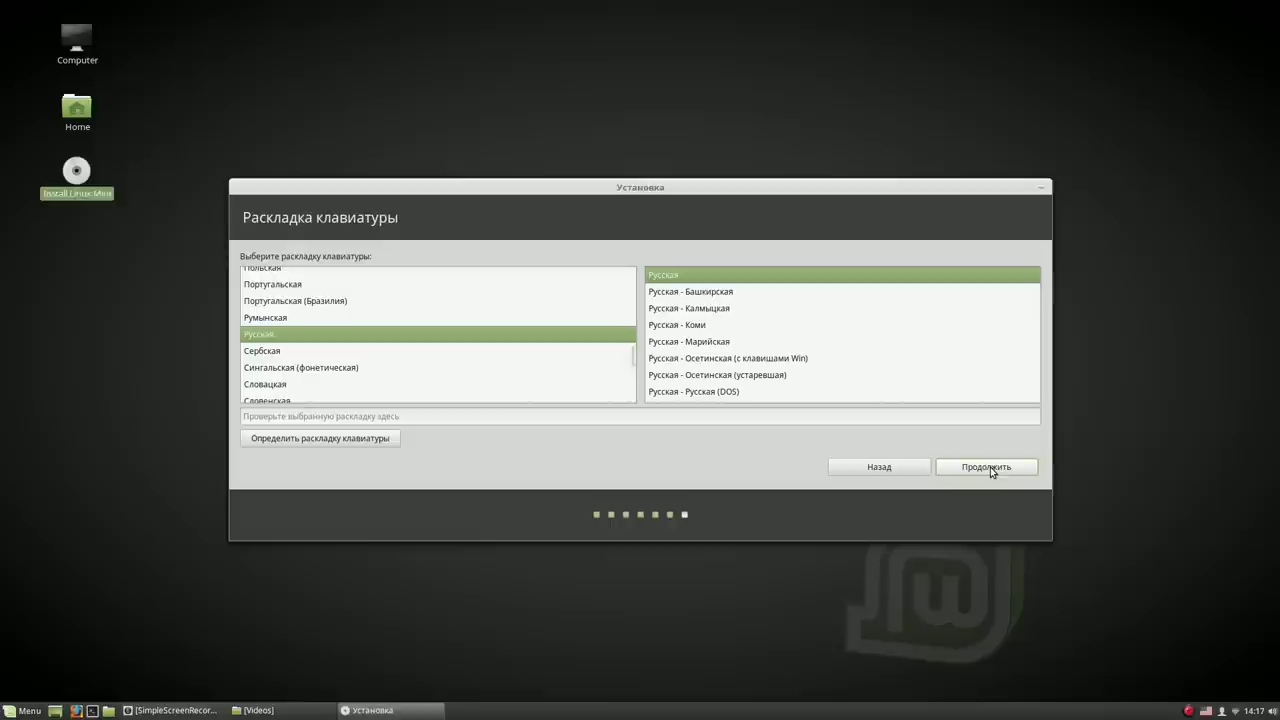 Computer
Home
Install Linux Mint
Установка
Раскладка клавиатуры
Выберите раскладку клавиатуры:
Польская
Португальская
Португальская (Бразилия)
Румынская
Русская
Сербская
Сингальская (фонетическая)
Словацкая
Словенская
Русская
Русская - Башкирская
Русская - Калмыцкая
Русская - Коми
Русская - Марийская
Русская - Осетинская (с клавишами Win)
Русская - Осетинская (устаревшая)
Русская - Русская (DOS)
Проверьте выбранную раскладку здесь
Определить раскладку клавиатуры
Назад
Продолжить
Menu
[SimpleScreenRecor...
[Videos]
Установка
14:17